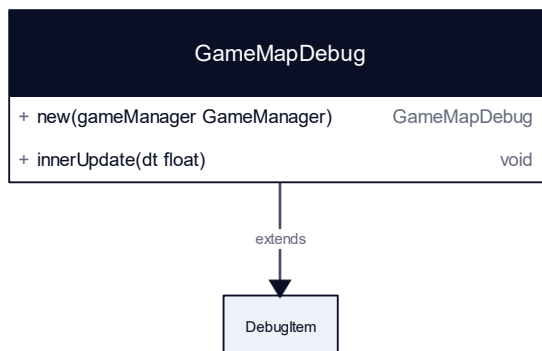 GameMapDebug
+ new(gameManager GameManager) GameMapDebug
+ innerUpdate(dt float) void
extends
DebugItem